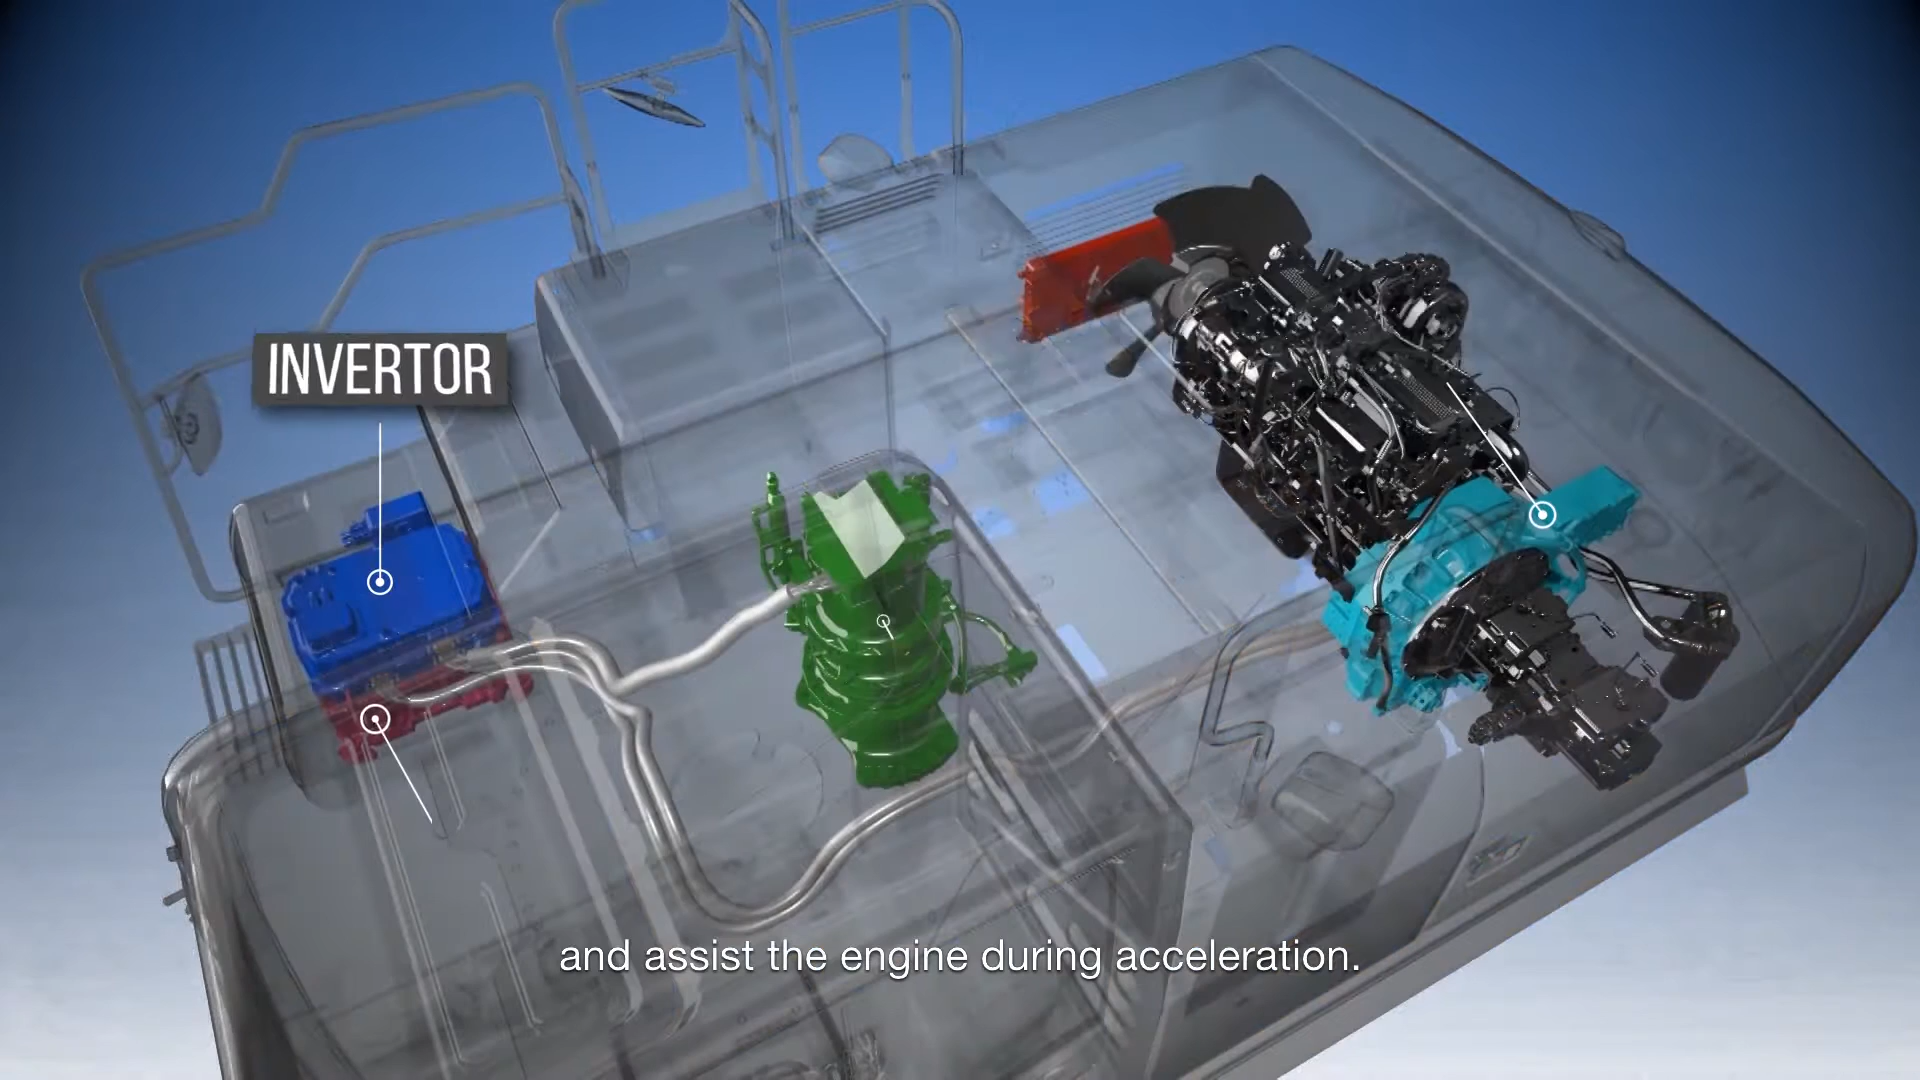 INVERTOR
and assist the engine during acceleration.